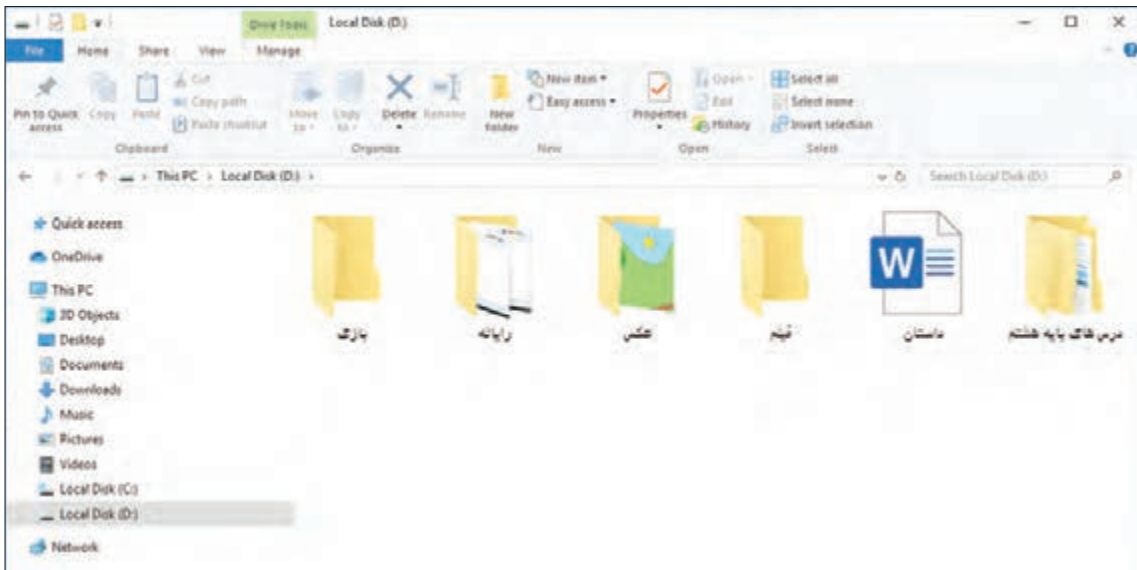 Drive Tools
Local Disk (D:)
File
Home
Share
View
Manage
Pin to Quick access
Copy
Paste
Cut
Copy path
Paste shortcut
Clipboard
Move to
Copy to
Delete
Rename
Organize
New folder
New item
Easy access
New
Properties
Open
Edit
History
Open
Select all
Select none
Invert selection
Select
This PC
Local Disk (D:)
Search Local Disk (D:)
Quick access
OneDrive
This PC
3D Objects
Desktop
Documents
Downloads
Music
Pictures
Videos
Local Disk (C:)
Local Disk (D:)
Network
بازی
رایانه
عکس
فیلم
داستان
درس های پایه هشتم